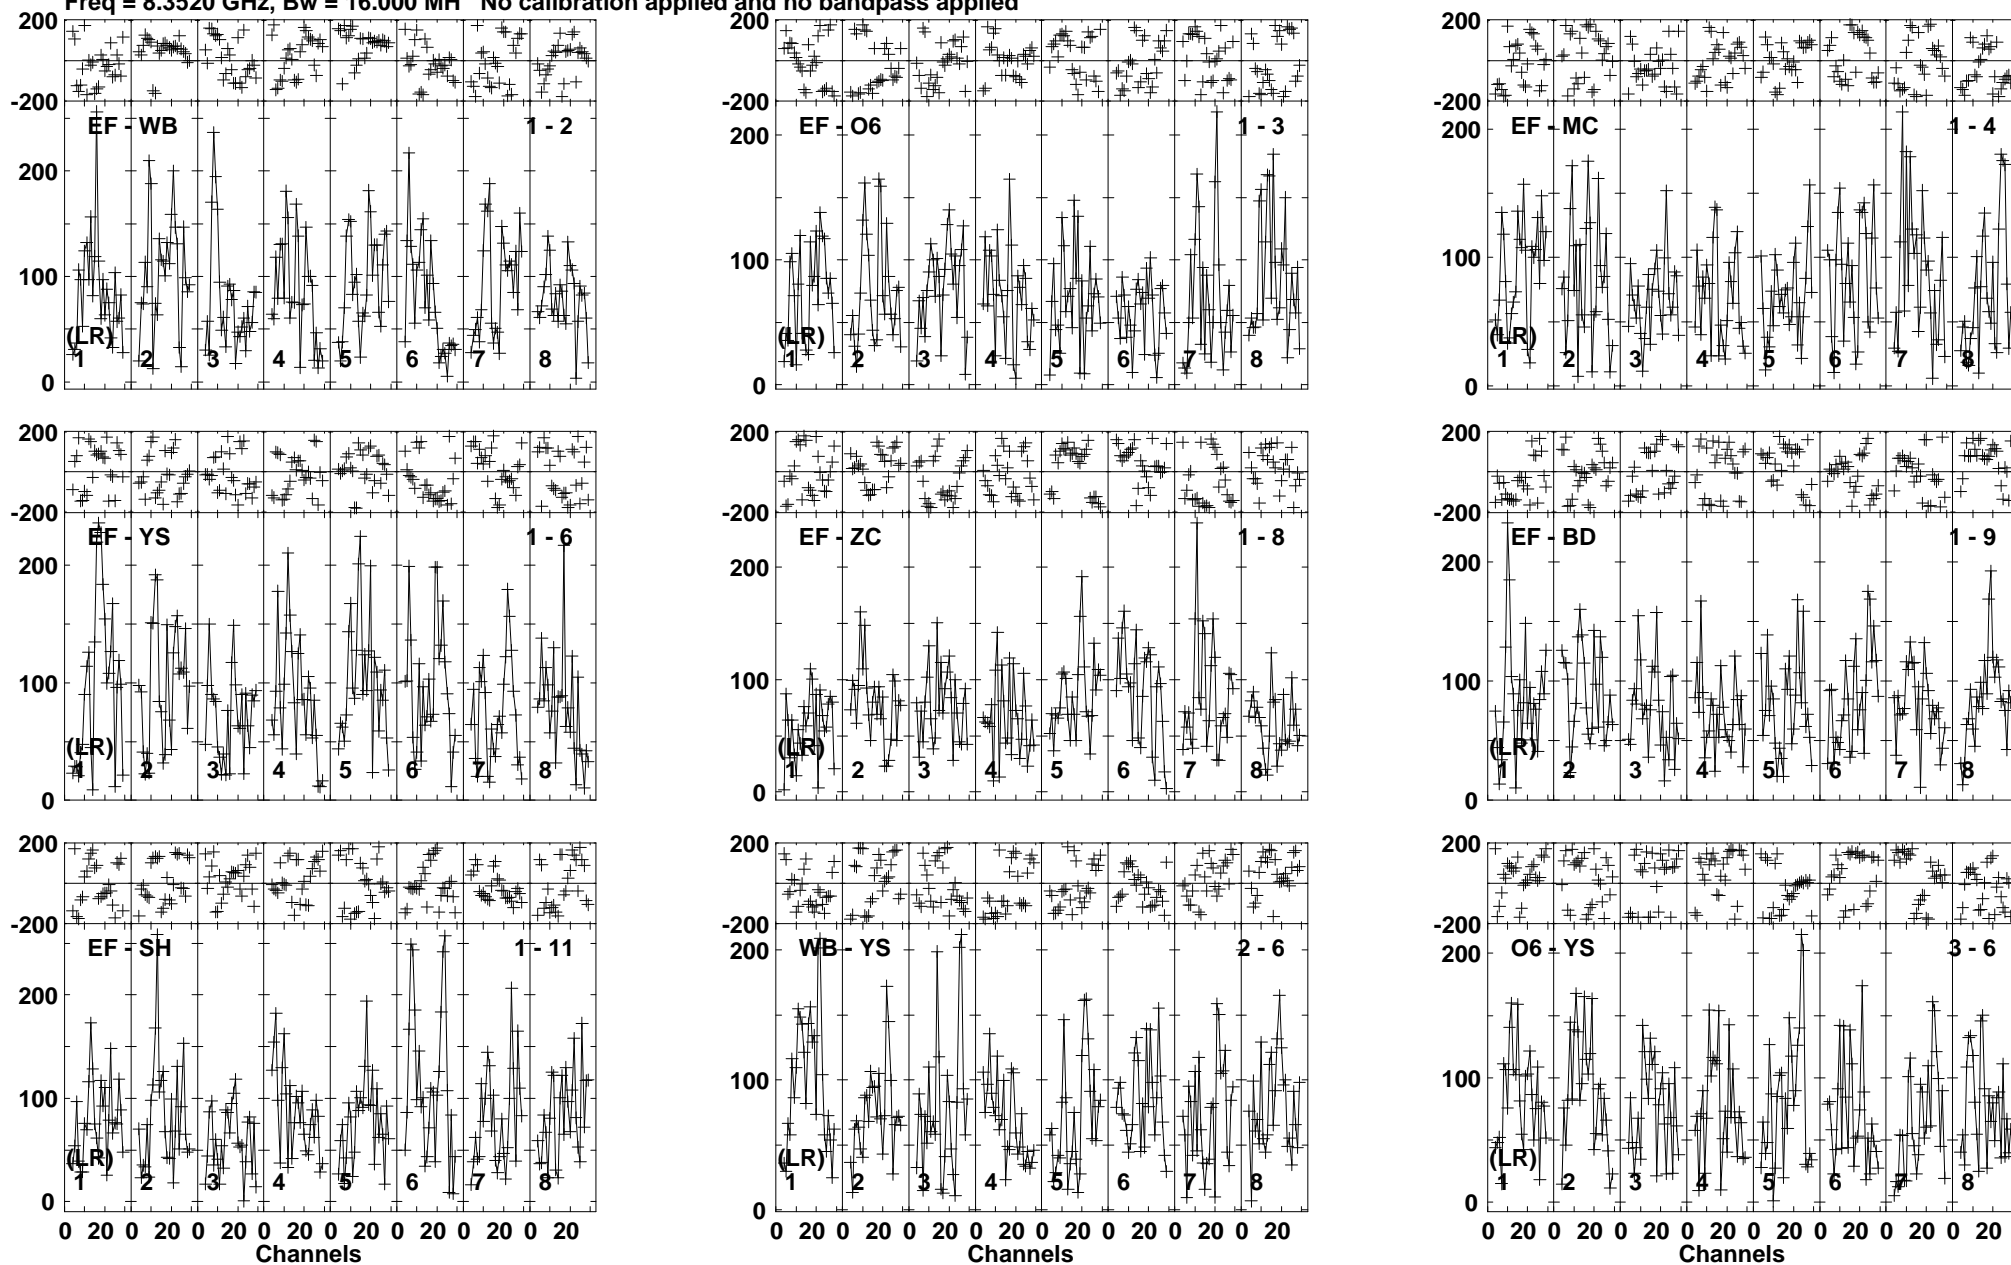 Freq = 8.3520 GHz, Bw = 16.000 MH No calibration applied and no bandpass applied
200 200 200
-200 -200 -200
EF - WB 1 - 2 EF - O6 1 - 3 EF - MC 1 - 4
200 200 200
100 100 100
(LR) (LR) (LR)
1 2 3 4 5 6 7 8 1 2 3 4 5 6 7 8 1 2 3 4 5 6 7 8
0 0 0
200 200 200
-200 -200 -200
EF - YS 1 - 6 EF - ZC 1 - 8 EF - BD 1 - 9
200 200 200
100 100 100
(LR) (LR) (LR)
1 2 3 4 5 6 7 8 1 2 3 4 5 6 7 8 1 2 3 4 5 6 7 8
0 0 0
200 200 200
-200 -200 -200
EF - SH 1 - 11 WB - YS 2 - 6 O6 - YS 3 - 6
200 200 200
100 100 100
(LR) (LR) (LR)
1 2 3 4 5 6 7 8 1 2 3 4 5 6 7 8 1 2 3 4 5 6 7 8
0 0 0
0 20 0 20 0 20 0 20 0 20 0 20 0 20 0 20 0 20 0 20 0 20 0 20 0 20 0 20 0 20 0 20 0 20 0 20 0 20 0 20 0 20 0 20 0 20 0 20
Channels Channels Channels